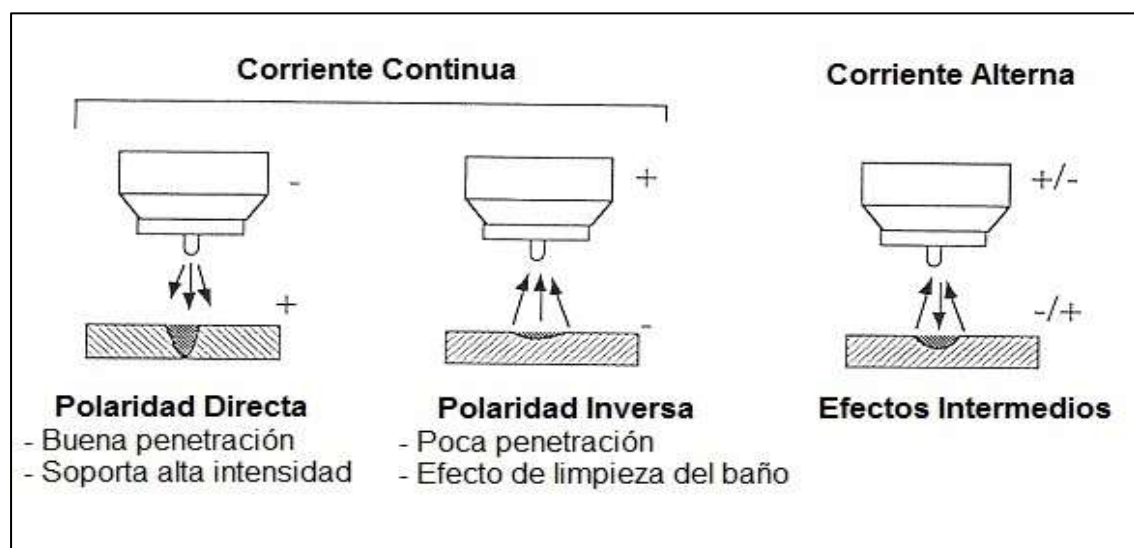 Corriente Continua
Corriente Alterna
-
+
+/-
+
-
-/+
Polaridad Directa
- Buena penetración
- Soporta alta intensidad
Polaridad Inversa
- Poca penetración
- Efecto de limpieza del baño
Efectos Intermedios